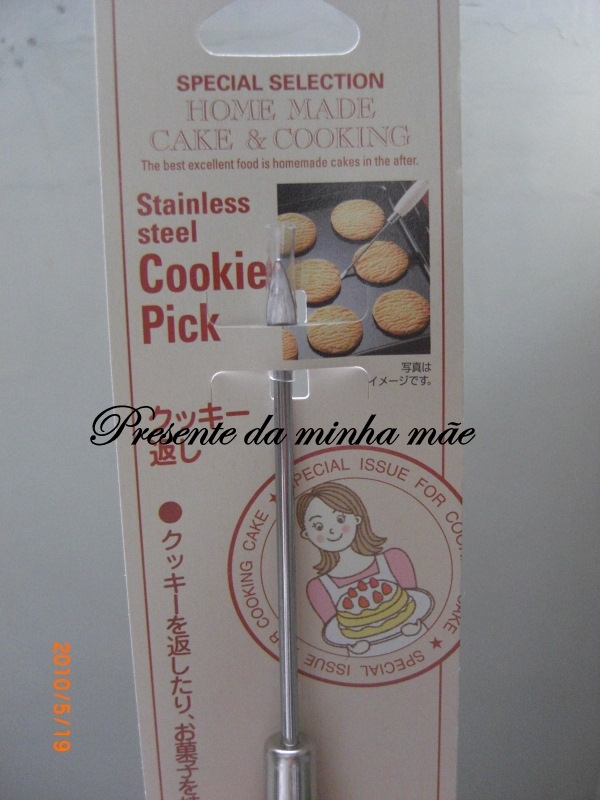 SPECIAL SELECTION
HOME MADE
CAKE & COOKING
The best excellent food is homemade cakes in the after.
Stainless
steel
Cookie
Pick
写真は
イメージです。
クッキー
返し
Presente da minha mãe
SPECIAL ISSUE FOR COOKING CAKE ★ SPECIAL ISSUE FOR COOKING CAKE ★
●クッキーを返したり、お菓子を
2010/5/19